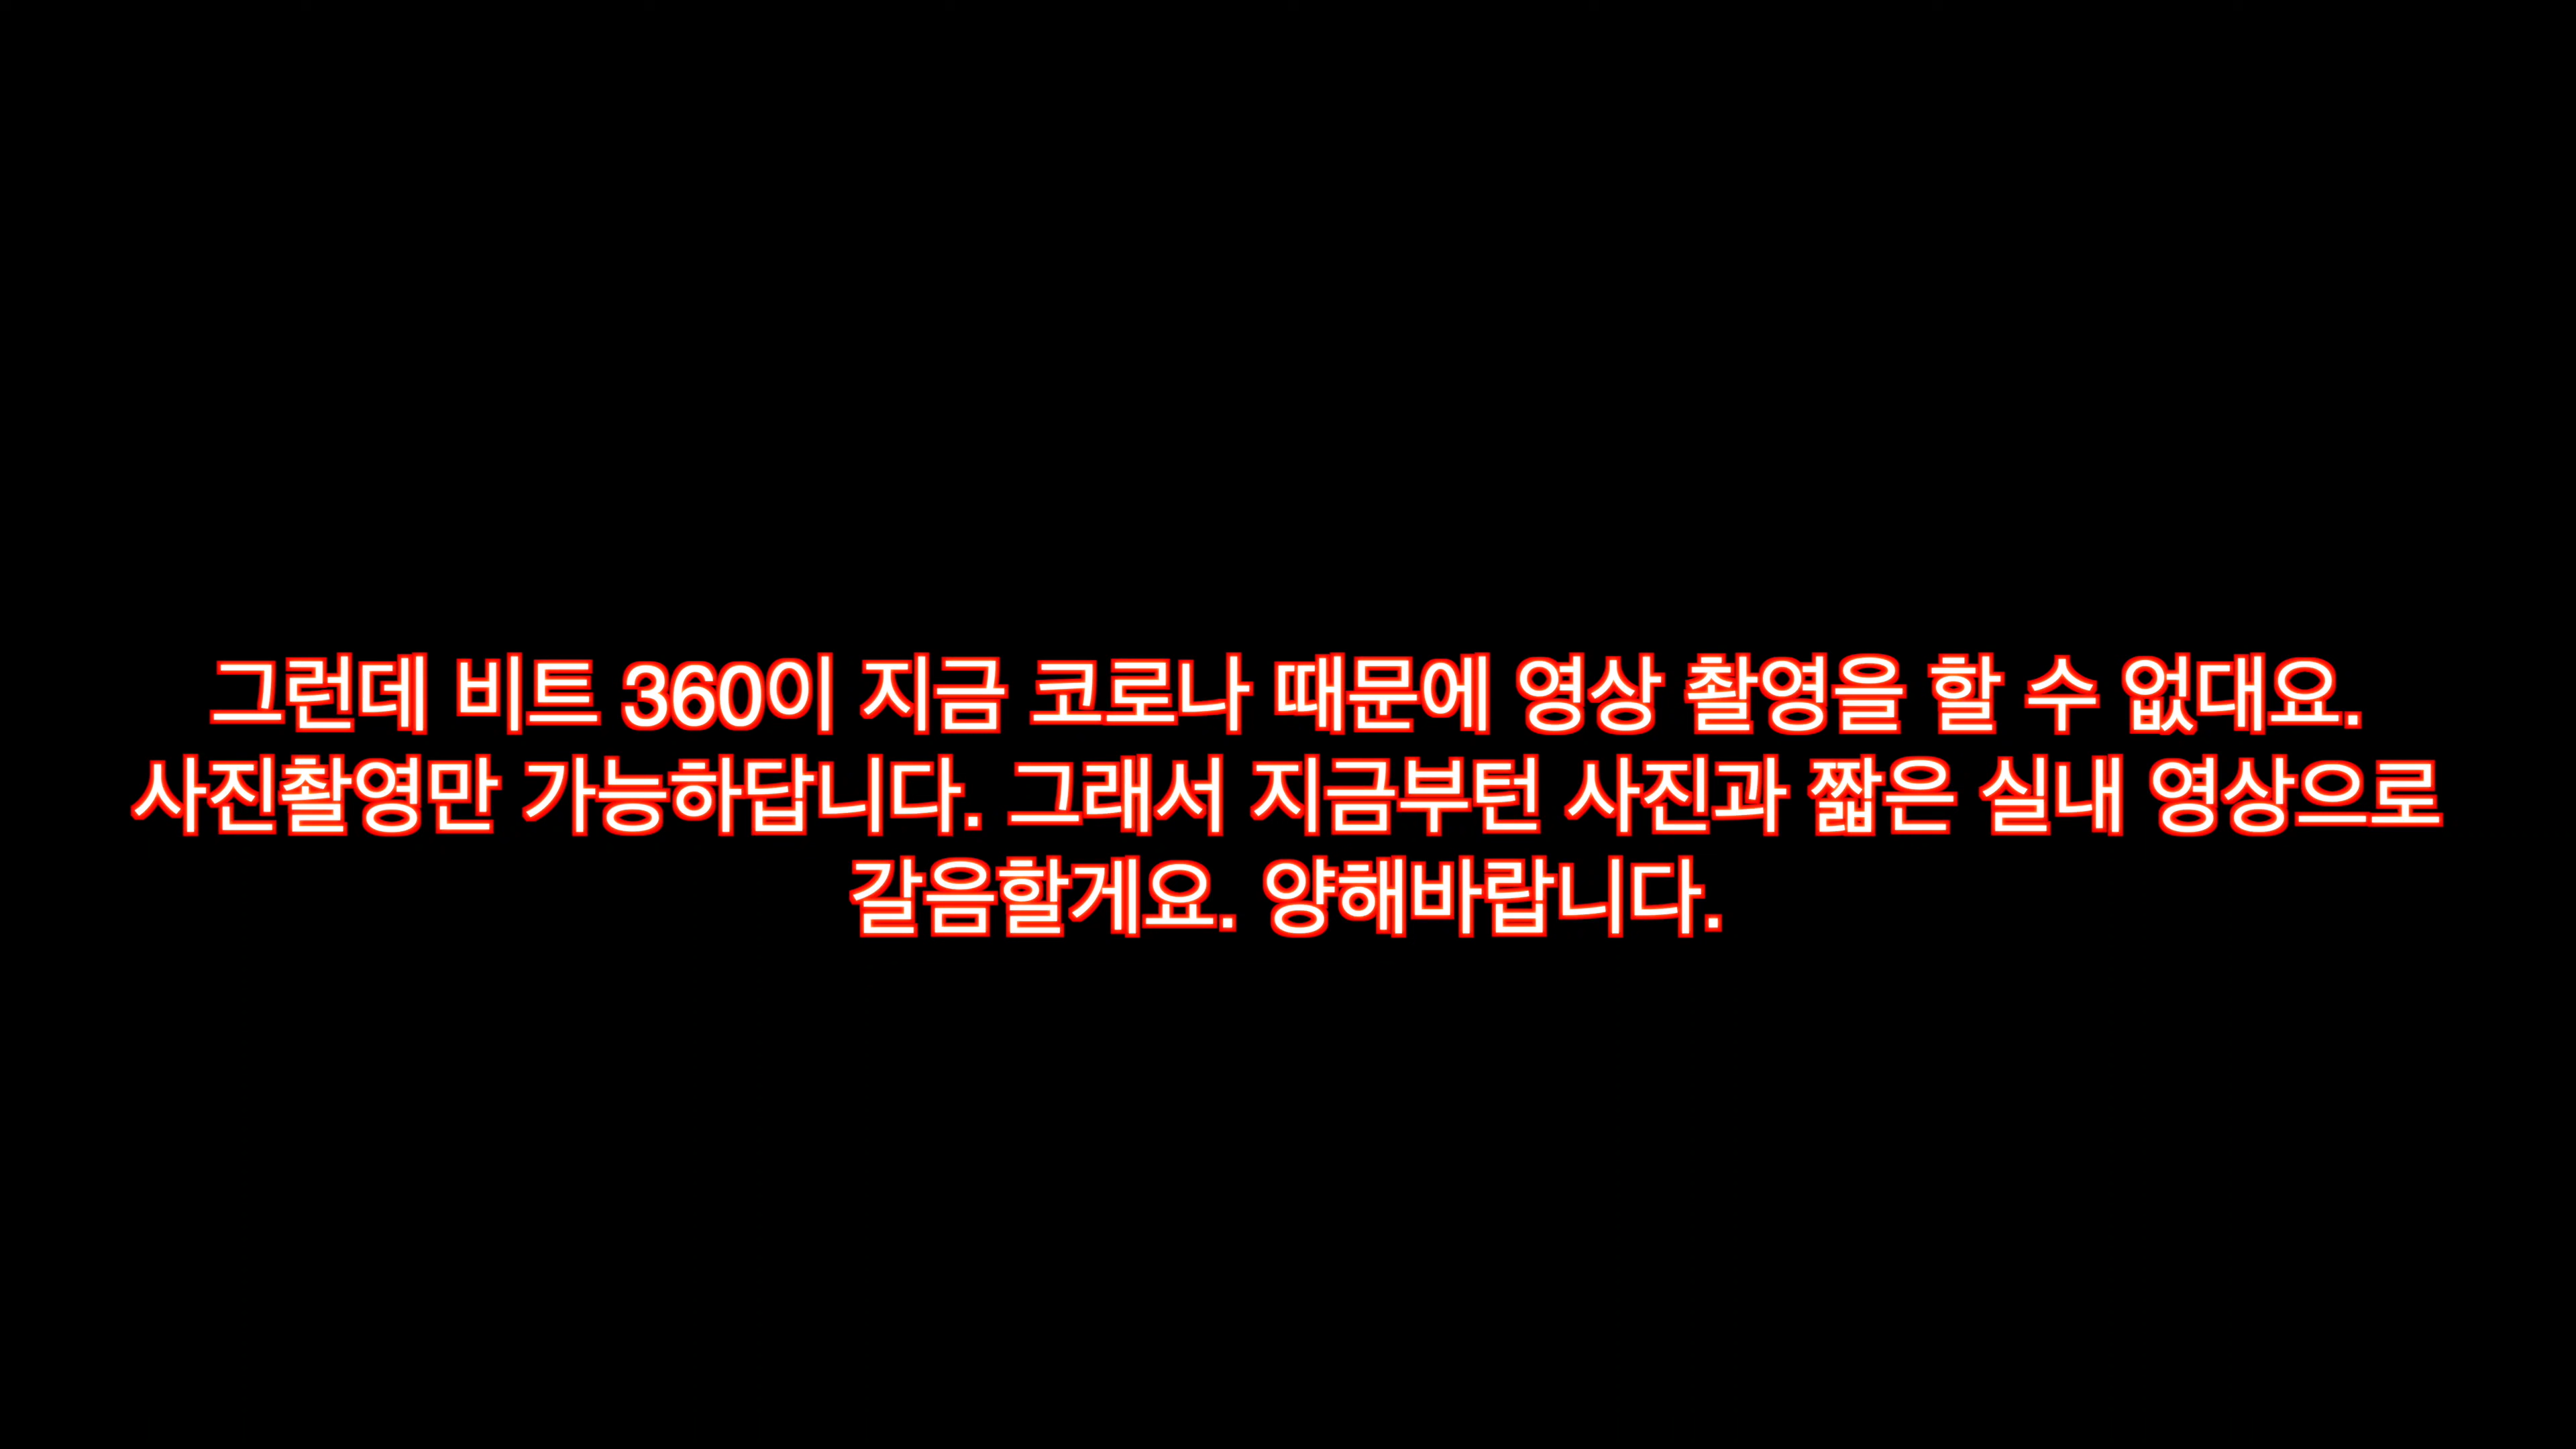 그런데 비트 360이 지금 코로나 때문에 영상 촬영을 할 수 없대요.
사진촬영만 가능하답니다. 그래서 지금부턴 사진과 짧은 실내 영상으로
갈음할게요. 양해바랍니다.